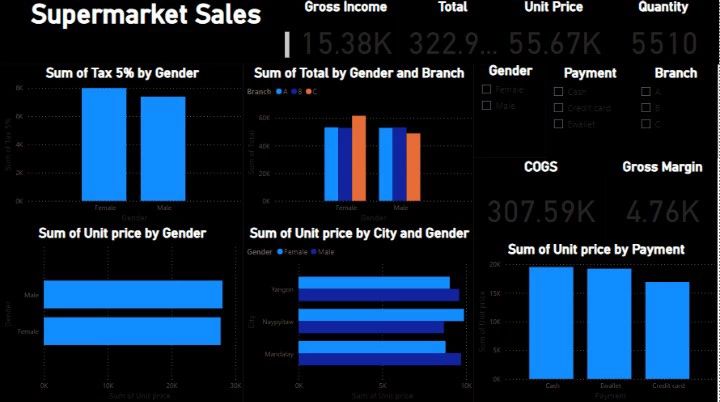 Supermarket Sales
Gross Income
Total
Unit Price
Quantity
15.38K
322.9...
55.67K
5510
Sum of Tax 5% by Gender
8K
6K
4K
2K
0K
Sum of Tax 5%
Female
Male
Gender
Sum of Total by Gender and Branch
Branch A B C
60K
40K
20K
0K
Sum of Total
Female
Male
Gender
Gender
Female
Male
Payment
Cash
Credit card
Ewallet
Branch
A
B
C
COGS
307.59K
Gross Margin
4.76K
Sum of Unit price by Gender
Gender
Male
Female
0K
10K
20K
30K
Sum of Unit price
Sum of Unit price by City and Gender
Gender Female Male
City
Yangon
Naypyitaw
Mandalay
0K
5K
10K
Sum of Unit price
Sum of Unit price by Payment
20K
15K
10K
5K
0K
Sum of Unit price
Cash
Ewallet
Credit card
Payment